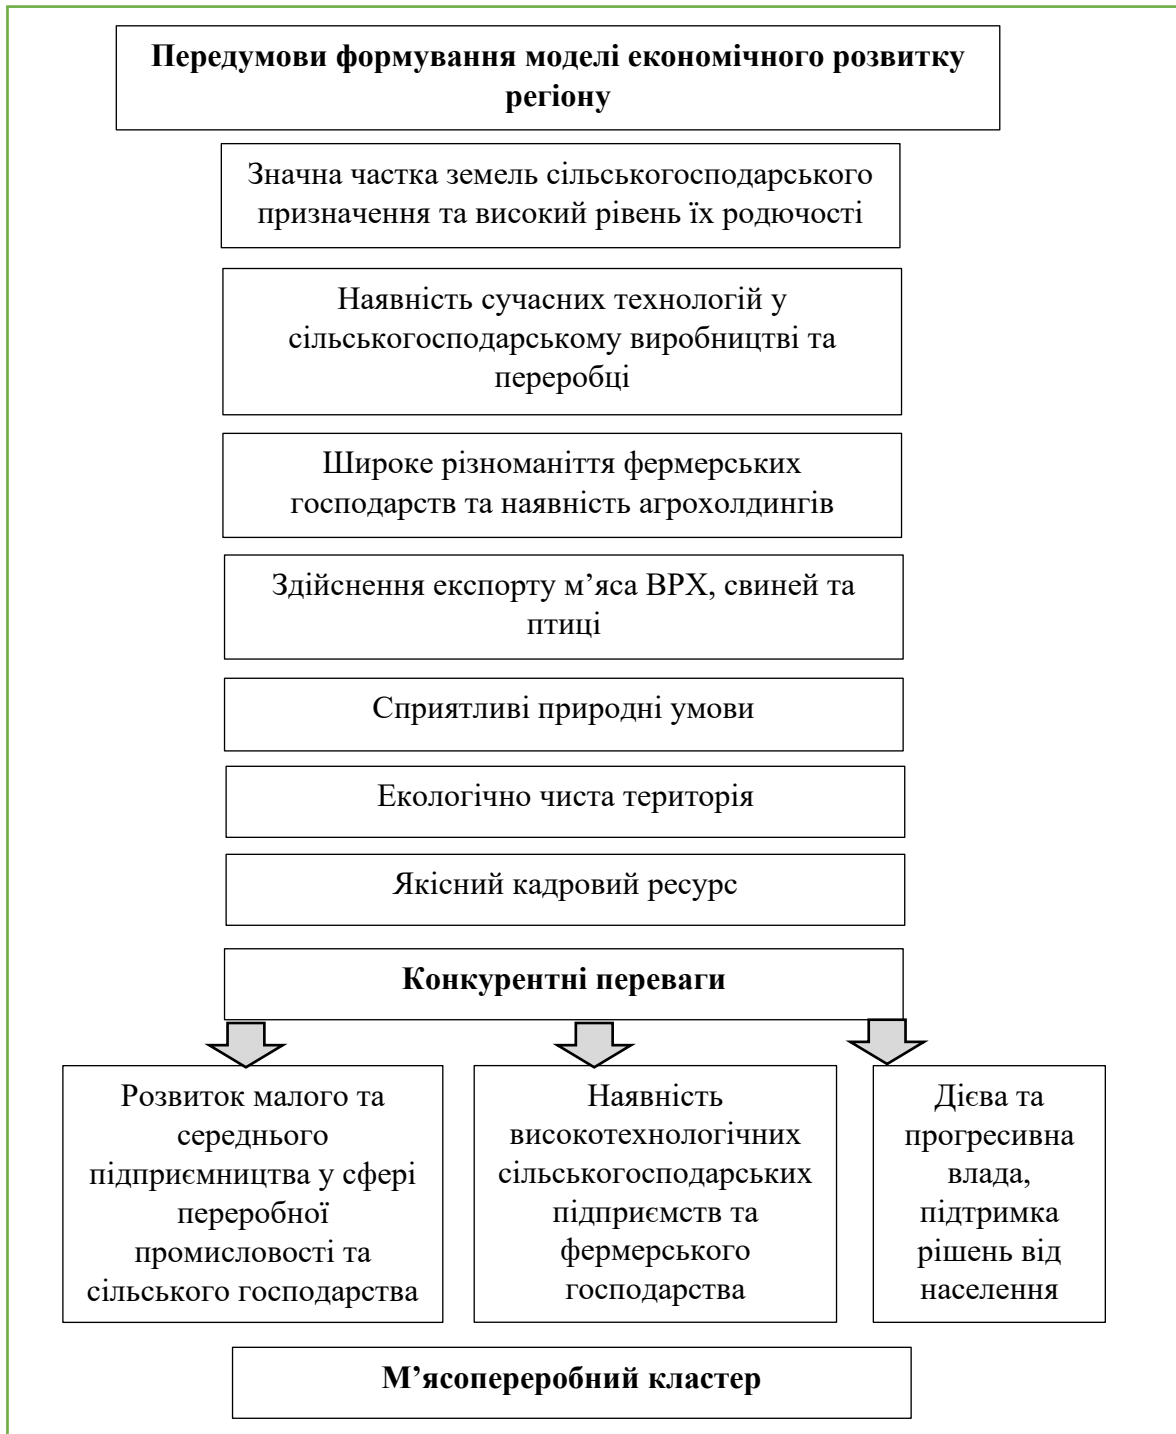 Передумови формування моделі економічного розвитку
регіону
Значна частка земель сільськогосподарського
призначення та високий рівень їх родючості
Наявність сучасних технологій у
сільськогосподарському виробництві та
переробці
Широке різноманіття фермерських
господарств та наявність агрохолдингів
Здійснення експорту м’яса ВРХ, свиней та
птиці
Сприятливі природні умови
Екологічно чиста територія
Якісний кадровий ресурс
Конкурентні переваги
Розвиток малого та
середнього
підприємництва у сфері
переробної
промисловості та
сільського господарства
Наявність
високотехнологічних
сільськогосподарських
підприємств та
фермерського
господарства
Дієва та
прогресивна
влада,
підтримка
рішень від
населення
М’ясопереробний кластер